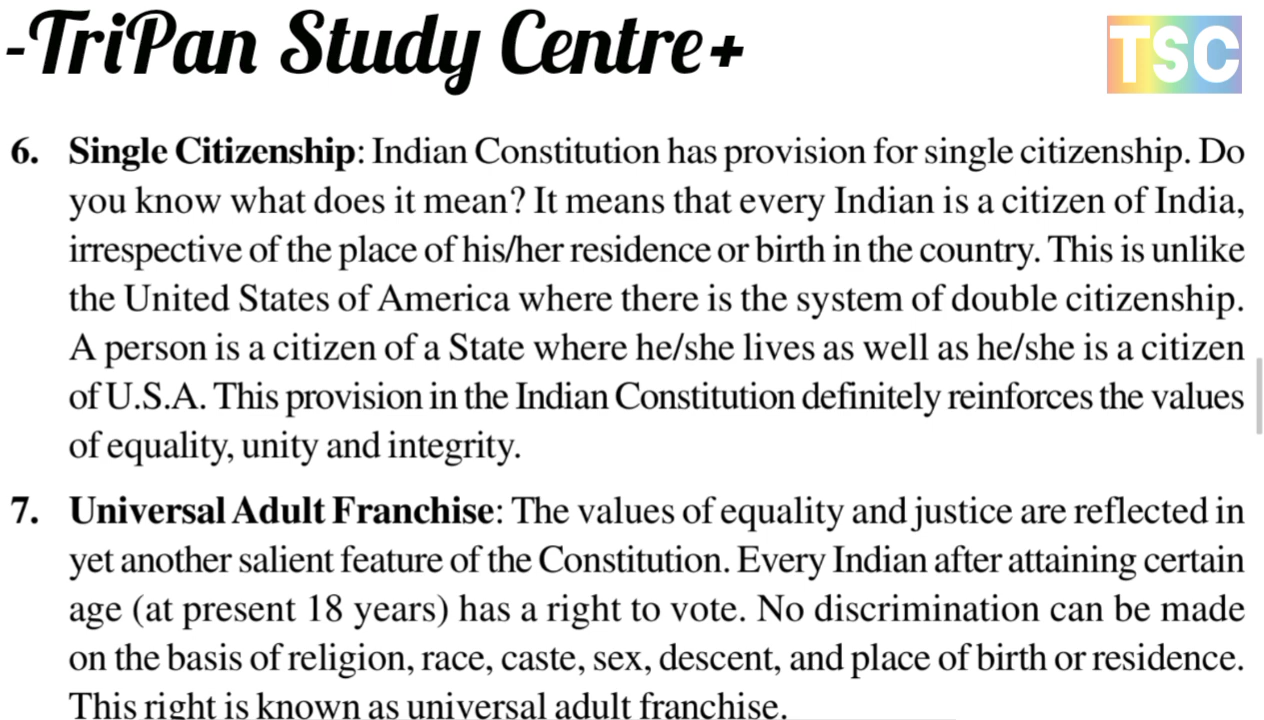 -TriPan Study Centre+
TSC
6. Single Citizenship: Indian Constitution has provision for single citizenship. Do
you know what does it mean? It means that every Indian is a citizen of India,
irrespective of the place of his/her residence or birth in the country. This is unlike
the United States of America where there is the system of double citizenship.
A person is a citizen of a State where he/she lives as well as he/she is a citizen
of U.S.A. This provision in the Indian Constitution definitely reinforces the values
of equality, unity and integrity.
7. Universal Adult Franchise: The values of equality and justice are reflected in
yet another salient feature of the Constitution. Every Indian after attaining certain
age (at present 18 years) has a right to vote. No discrimination can be made
on the basis of religion, race, caste, sex, descent, and place of birth or residence.
This right is known as universal adult franchise.